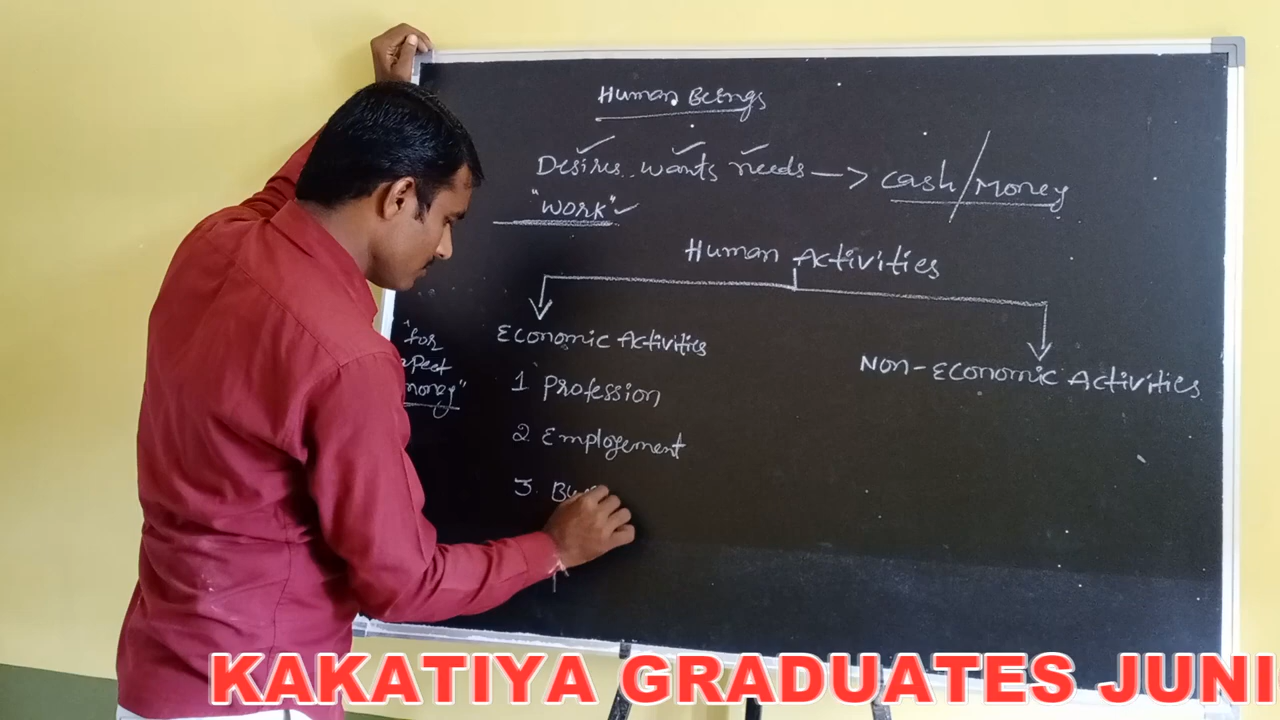 Human Beings
Desires wants needs —> cash/Money
"WORK"
Human Activities
Economic Activities
Non-Economic Activities
"for
money"
1 Profession
2 Employement
3. Bus
KAKATIYA GRADUATES JUNI